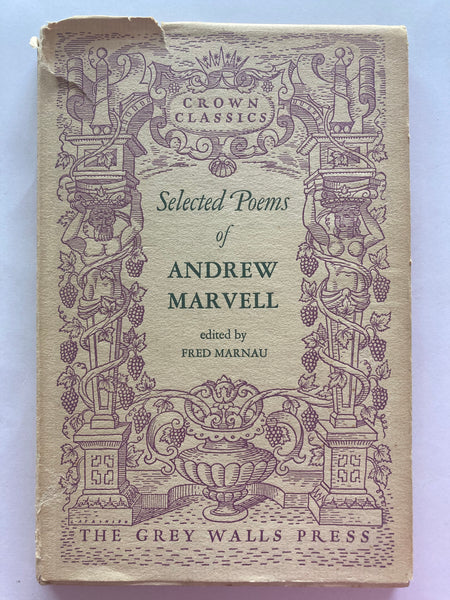 CROWN
CLASSICS
Selected Poems
of
ANDREW
MARVELL
edited by
FRED MARNAU
THE GREY WALLS PRESS